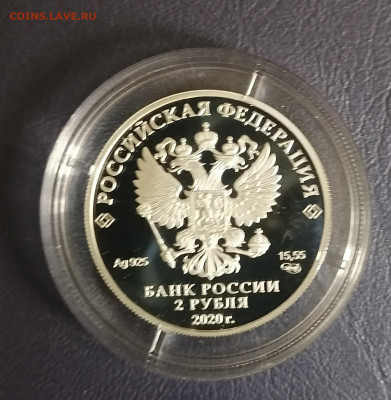 COINS.LAVE.RU
РОССИЙСКАЯ ФЕДЕРАЦИЯ
Ag 925
15,55
БАНК РОССИИ
2 РУБЛЯ
2020 г.